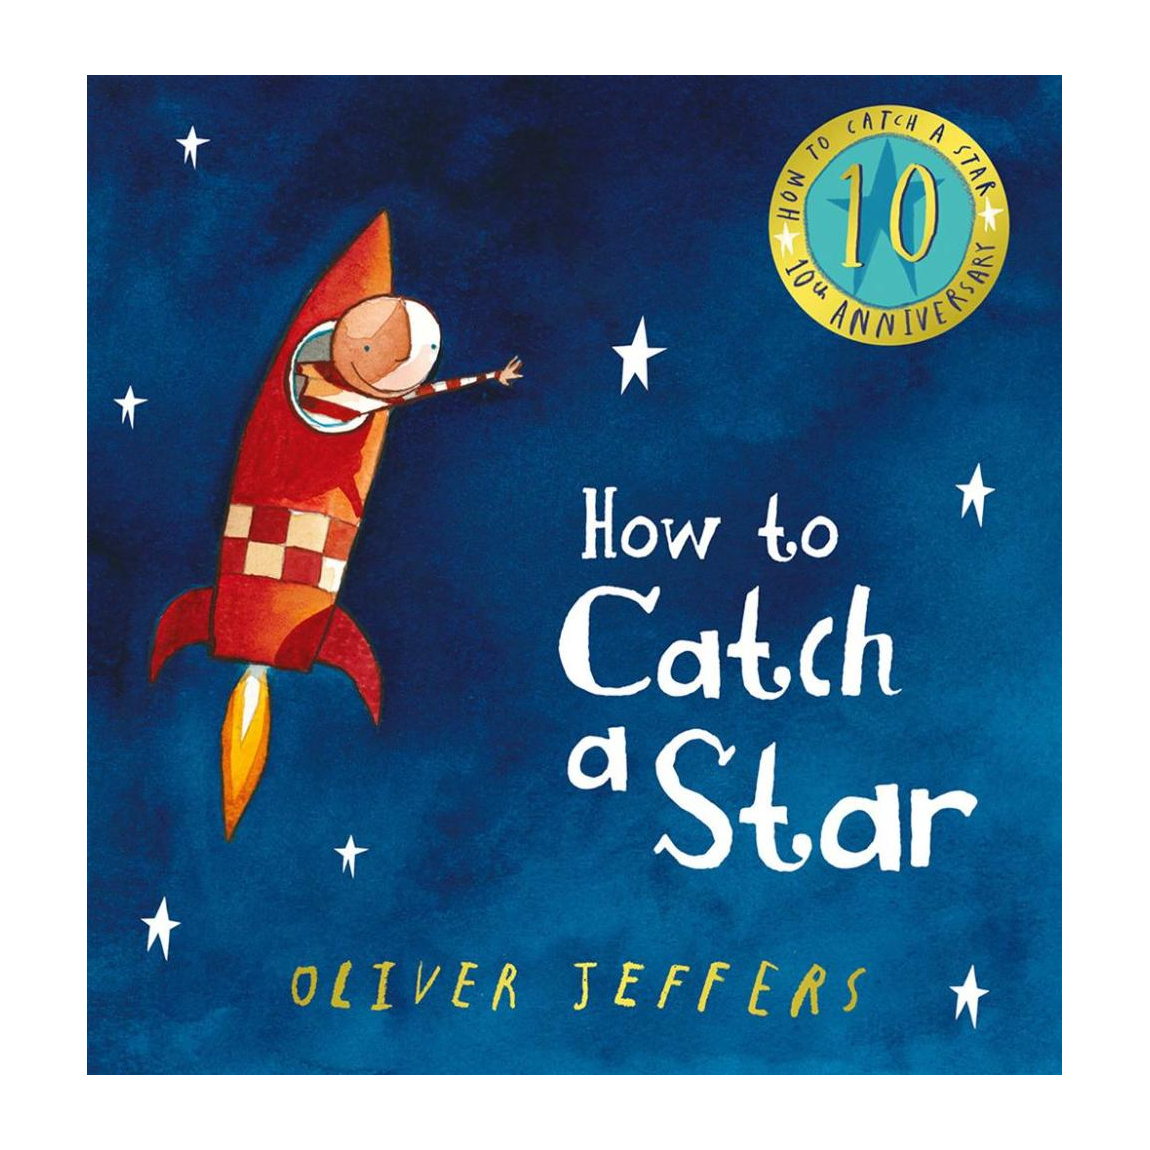 HOW TO CATCH A STAR
10
10th ANNIVERSARY
How to
Catch
a Star
OLIVER JEFFERS